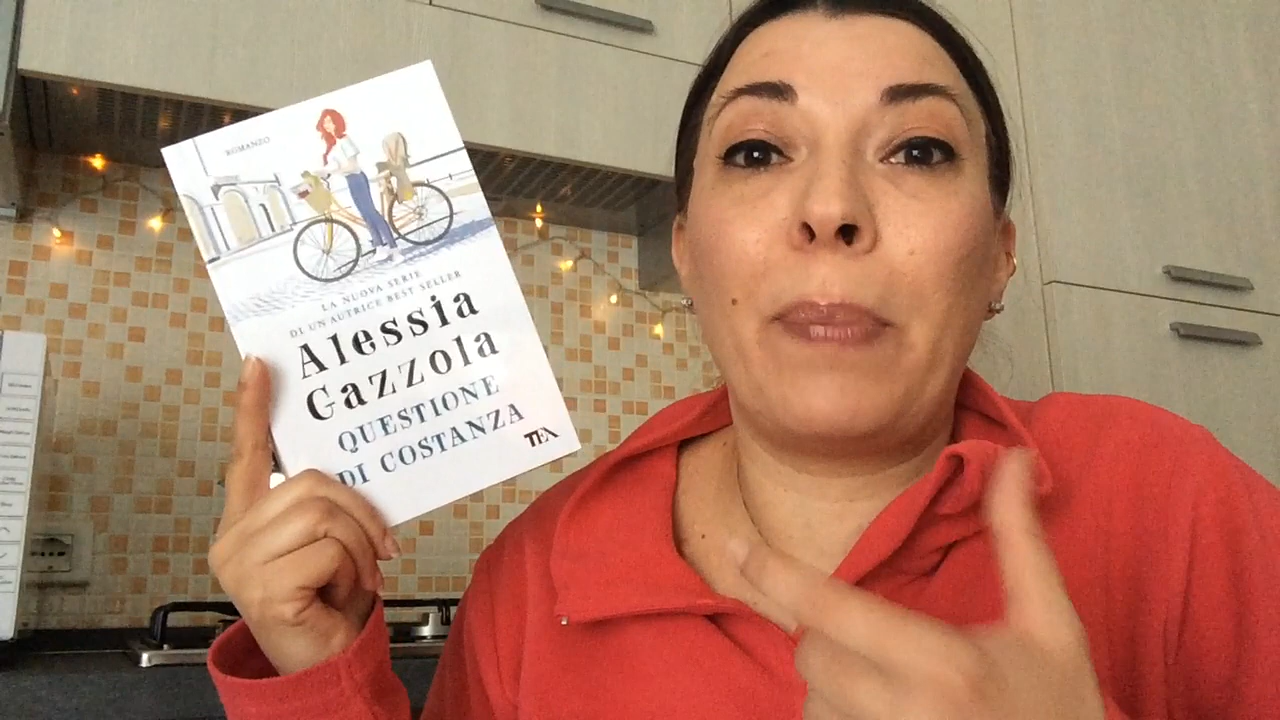 ROMANZO
LA NUOVA SERIE
DI UN'AUTRICE BEST SELLER
Alessia
Gazzola
QUESTIONE
DI COSTANZA
TEA